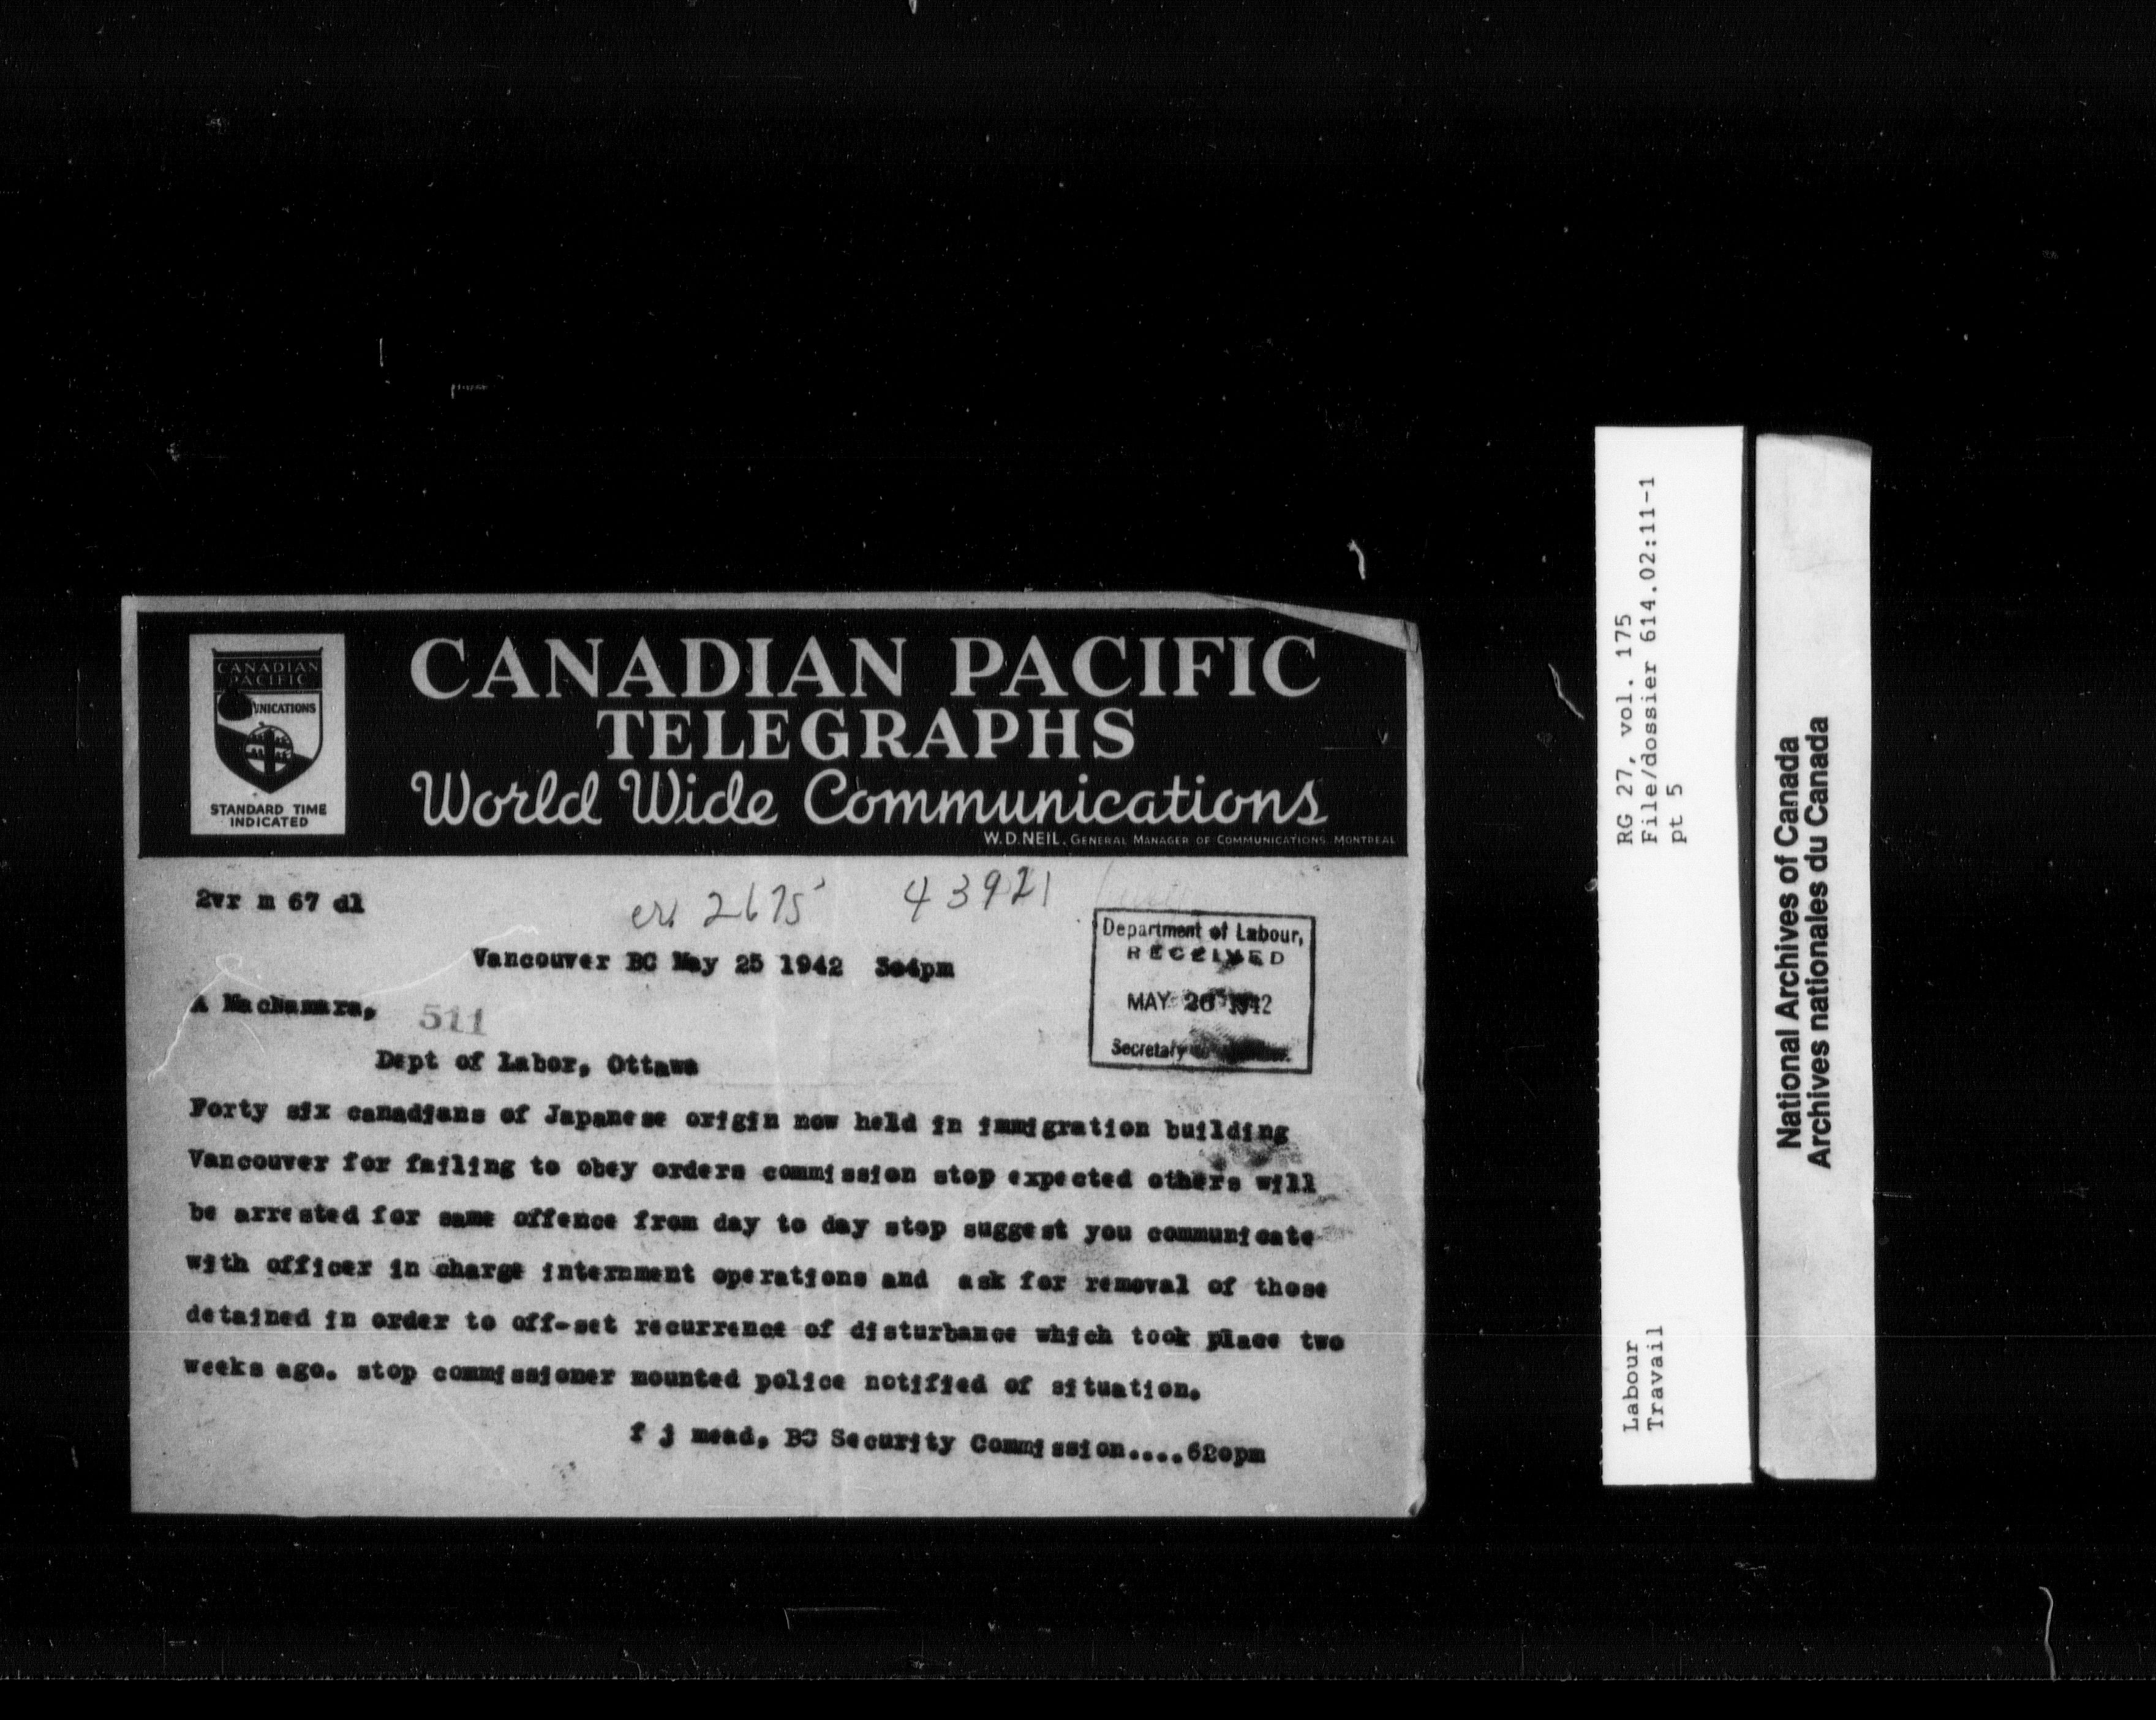 CANADIAN PACIFIC
TELEGRAPHS
World Wide Communications
W.D. NEIL, GENERAL MANAGER OF COMMUNICATIONS, MONTREAL
CANADIAN
PACIFIC
STANDARD TIME
INDICATED
2vr m 67 dl
2675 43921
Vancouver BC May 25 1942 3o4pm
A MacNamara,
511
Dept of Labor, Ottawa
Department of Labour,
RECEIVED
MAY 26 1942
Secretary
Forty six canadians of Japanese origin now held in immigration building
Vancouver for failing to obey orders commission stop expected others will
be arrested for same offence from day to day stop suggest you communicate
with officer in charge internment operations and ask for removal of those
detained in order to off-set recurrence of disturbance which took place two
weeks ago. stop commissioner mounted police notified of situation.
f j mead, BC Security Commission....620pm
RG 27, vol. 175
File/dossier 614.02:11-1
pt 5
Labour
Travail
National Archives of Canada
Archives nationales du Canada